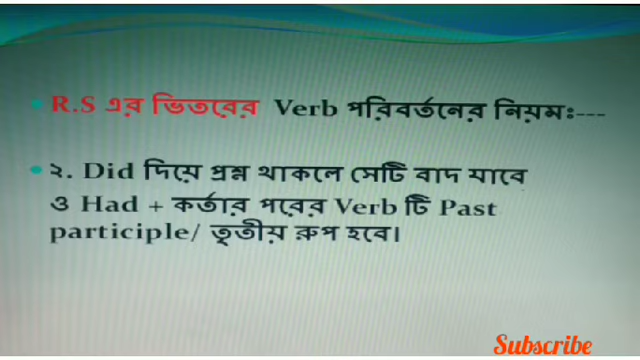 R.S এর ভিতরের Verb পরিবর্তনের নিয়মঃ---
২. Did দিয়ে প্রশ্ন থাকলে সেটি বাদ যাবে
ও Had + কর্তার পরের Verb টি Past
participle/ তৃতীয় রুপ হবে।
Subscribe